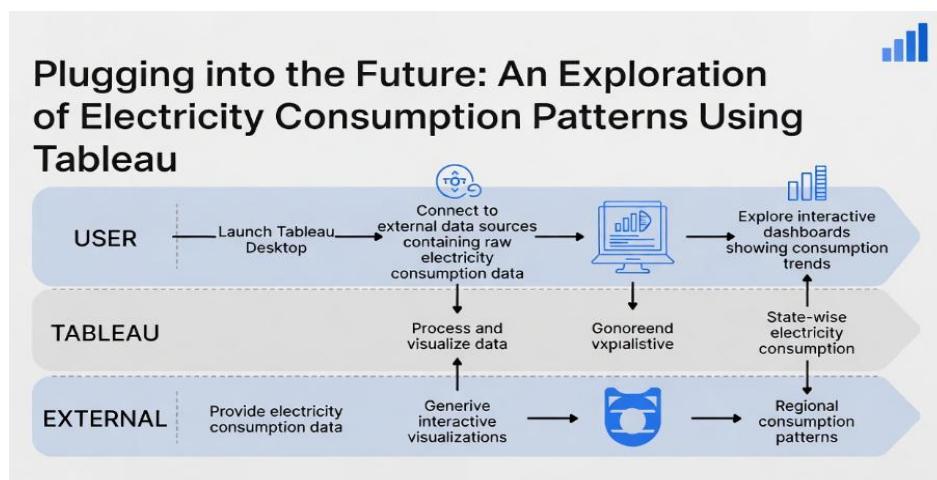 Plugging into the Future: An Exploration
of Electricity Consumption Patterns Using
Tableau
USER
Launch Tableau
Desktop
Connect to
external data sources
containing raw
electricity
consumption data
Explore interactive
dashboards
showing consumption
trends
TABLEAU
Process and
visualize data
Gonoreend
vxpıalistive
State-wise
electricity
consumption
EXTERNAL
Provide electricity
consumption data
Generive
interactive
visualizations
Regional
consumption
patterns